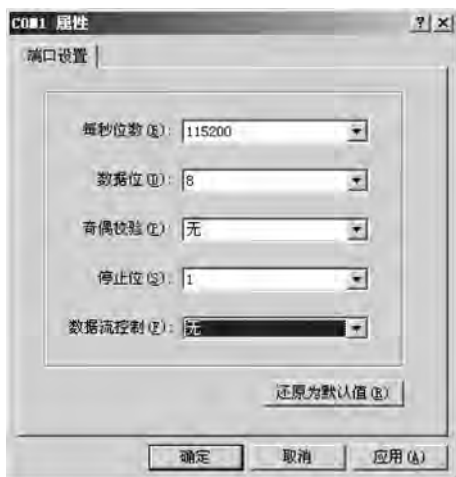 COM1 属性
端口设置
每秒位数(B): 115200
数据位(D): 8
奇偶校验(P): 无
停止位(S): 1
数据流控制(F): 无
还原为默认值(R)
确定 取消 应用(A)